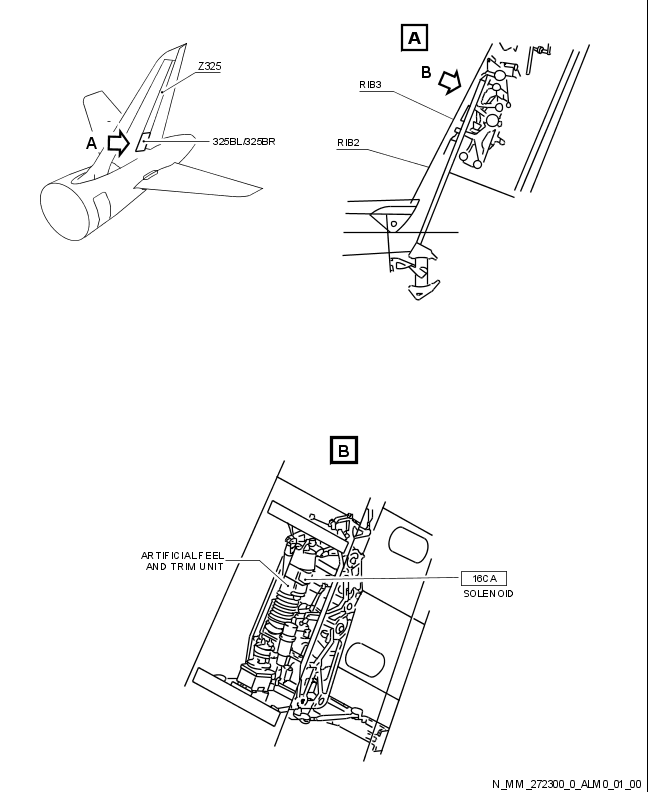 A
Z325
B
RIB3
A
325BL/325BR
RIB2
B
ARTIFICIAL FEEL
AND TRIM UNIT
16CA
SOLENOID
N_MM_272300_0_ALM0_01_00